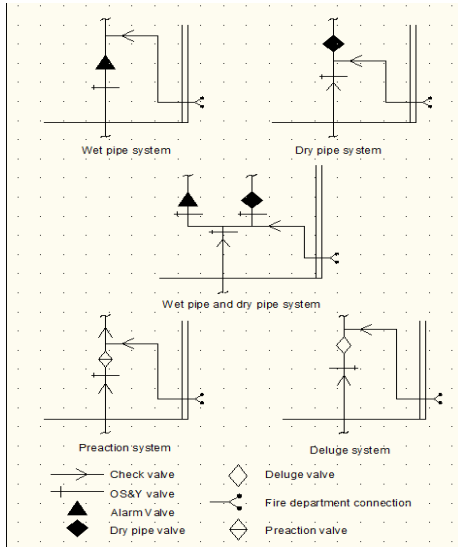 Wet pipe system
Dry pipe system
Wet pipe and dry pipe system
Preaction system
Deluge system
Check valve
OS&Y valve
Alarm Valve
Dry pipe valve
Deluge valve
Fire department connection
Preaction valve